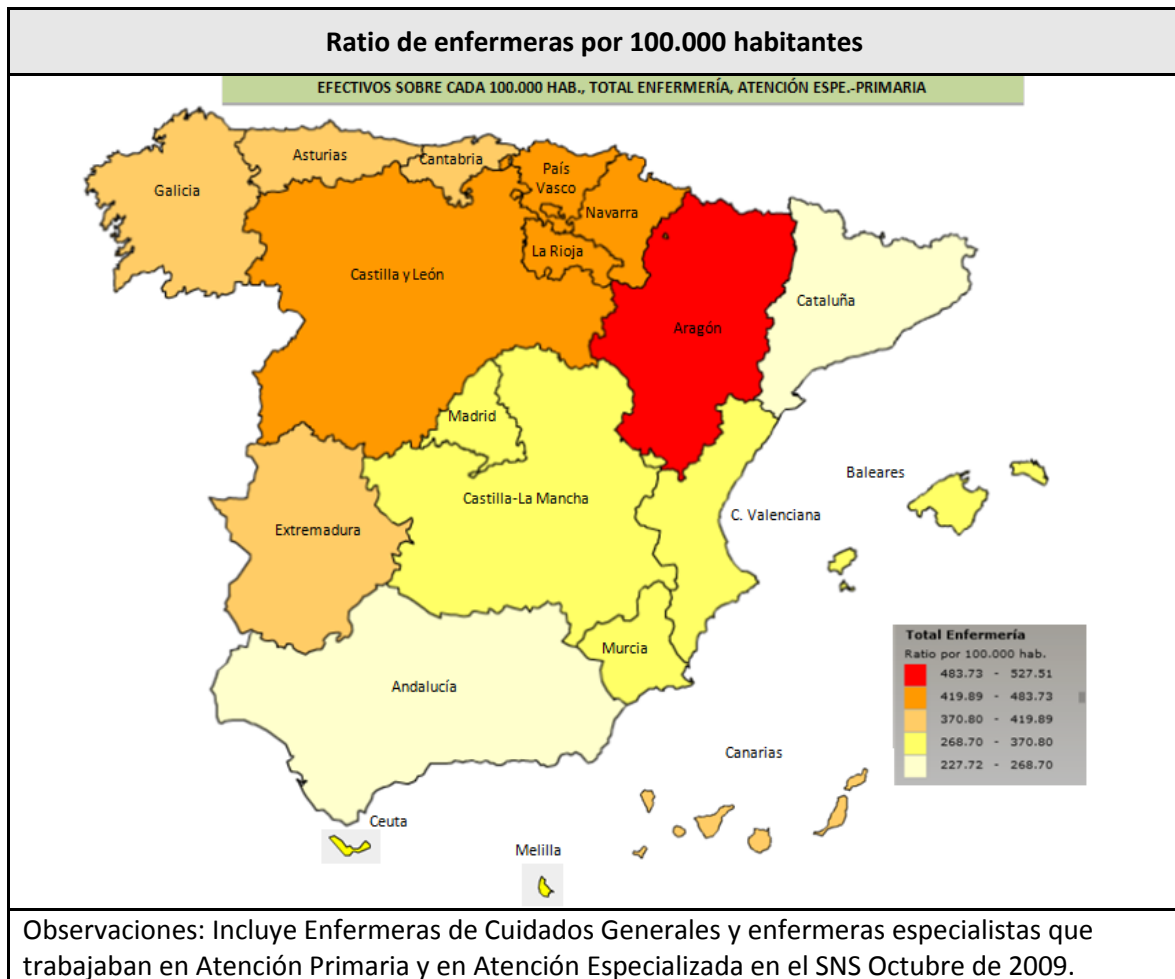 Ratio de enfermeras por 100.000 habitantes
EFECTIVOS SOBRE CADA 100.000 HAB., TOTAL ENFERMERÍA, ATENCIÓN ESPE.-PRIMARIA
Asturias
Cantabria
País
Vasco
Galicia
Navarra
La Rioja
Castilla y León
Cataluña
Aragón
Madrid
Baleares
Castilla-La Mancha
C. Valenciana
Extremadura
Murcia
Andalucía
Total Enfermería
Ratio por 100.000 hab.
483.73 - 527.51
419.89 - 483.73
370.80 - 419.89
268.70 - 370.80
227.72 - 268.70
Canarias
Ceuta
Melilla
Observaciones: Incluye Enfermeras de Cuidados Generales y enfermeras especialistas que
trabajaban en Atención Primaria y en Atención Especializada en el SNS Octubre de 2009.